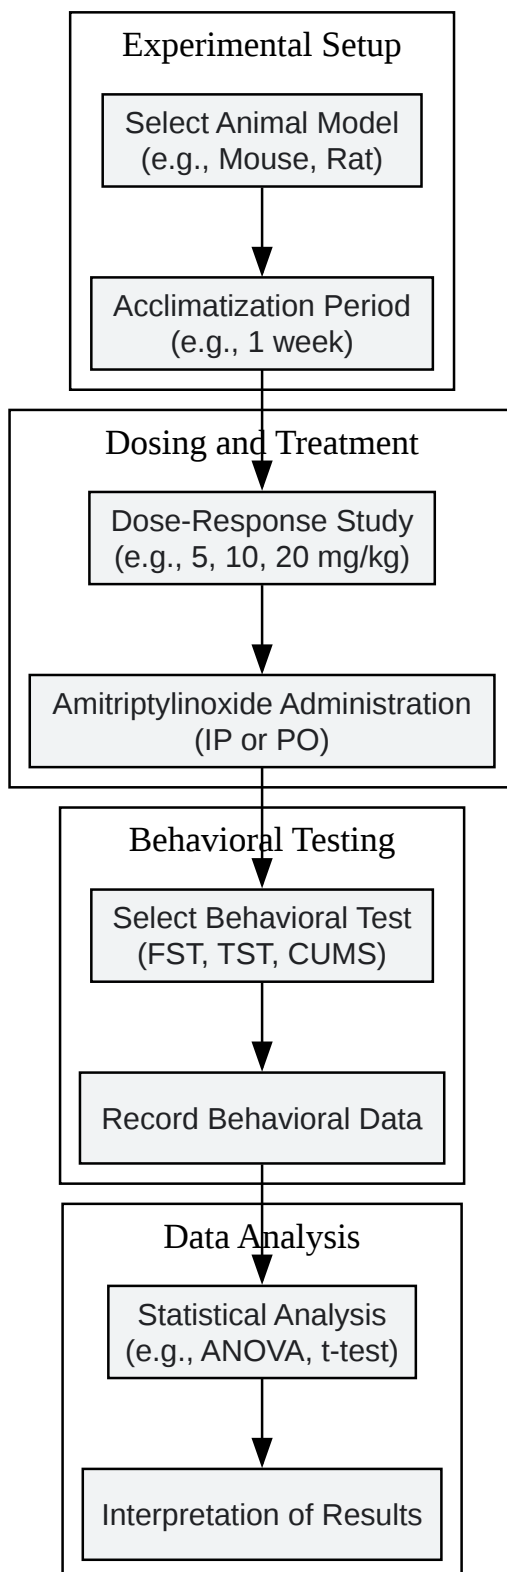 Experimental Setup
Select Animal Model
(e.g., Mouse, Rat)
Acclimatization Period
(e.g., 1 week)
Dosing and Treatment
Dose-Response Study
(e.g., 5, 10, 20 mg/kg)
Amitriptylinoxide Administration
(IP or PO)
Behavioral Testing
Select Behavioral Test
(FST, TST, CUMS)
Record Behavioral Data
Data Analysis
Statistical Analysis
(e.g., ANOVA, t-test)
Interpretation of Results